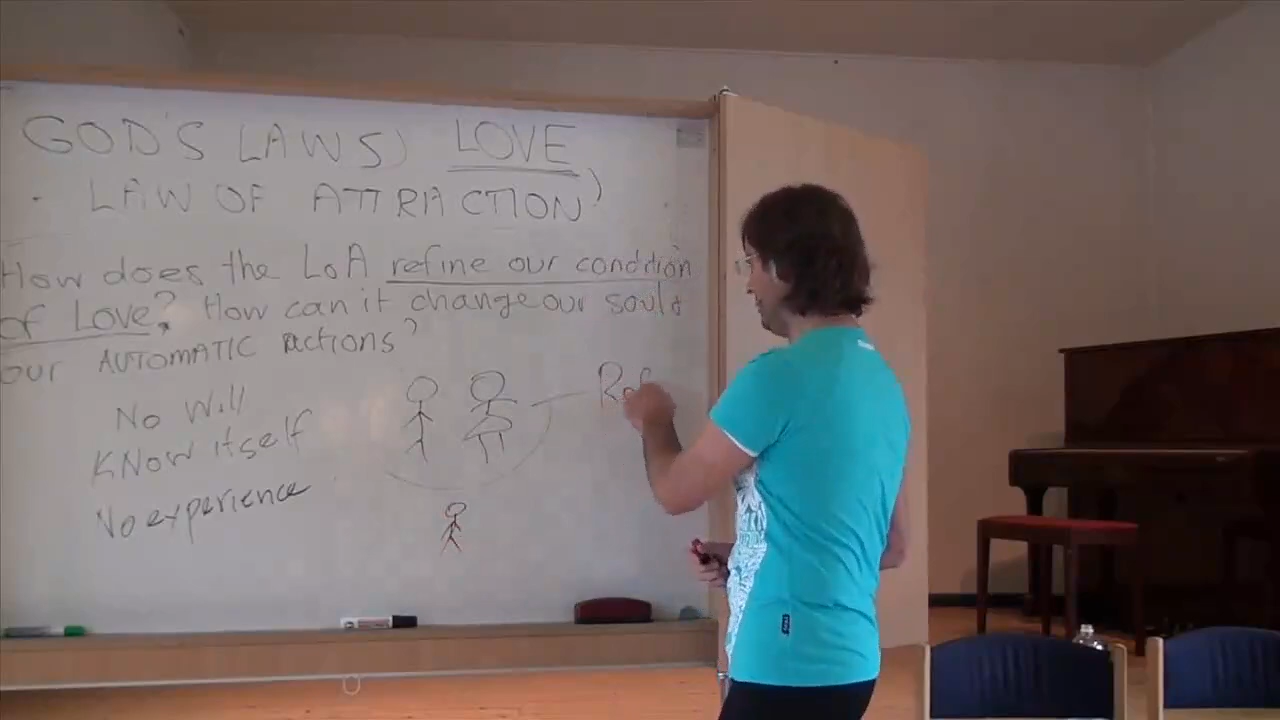 GOD'S LAWS) LOVE
· LAW OF ATTRACTION)
How does the LoA refine our condition
of Love? How can it change our soul &
our AUTOMATIC actions?
No Will
KNow itself
No experience